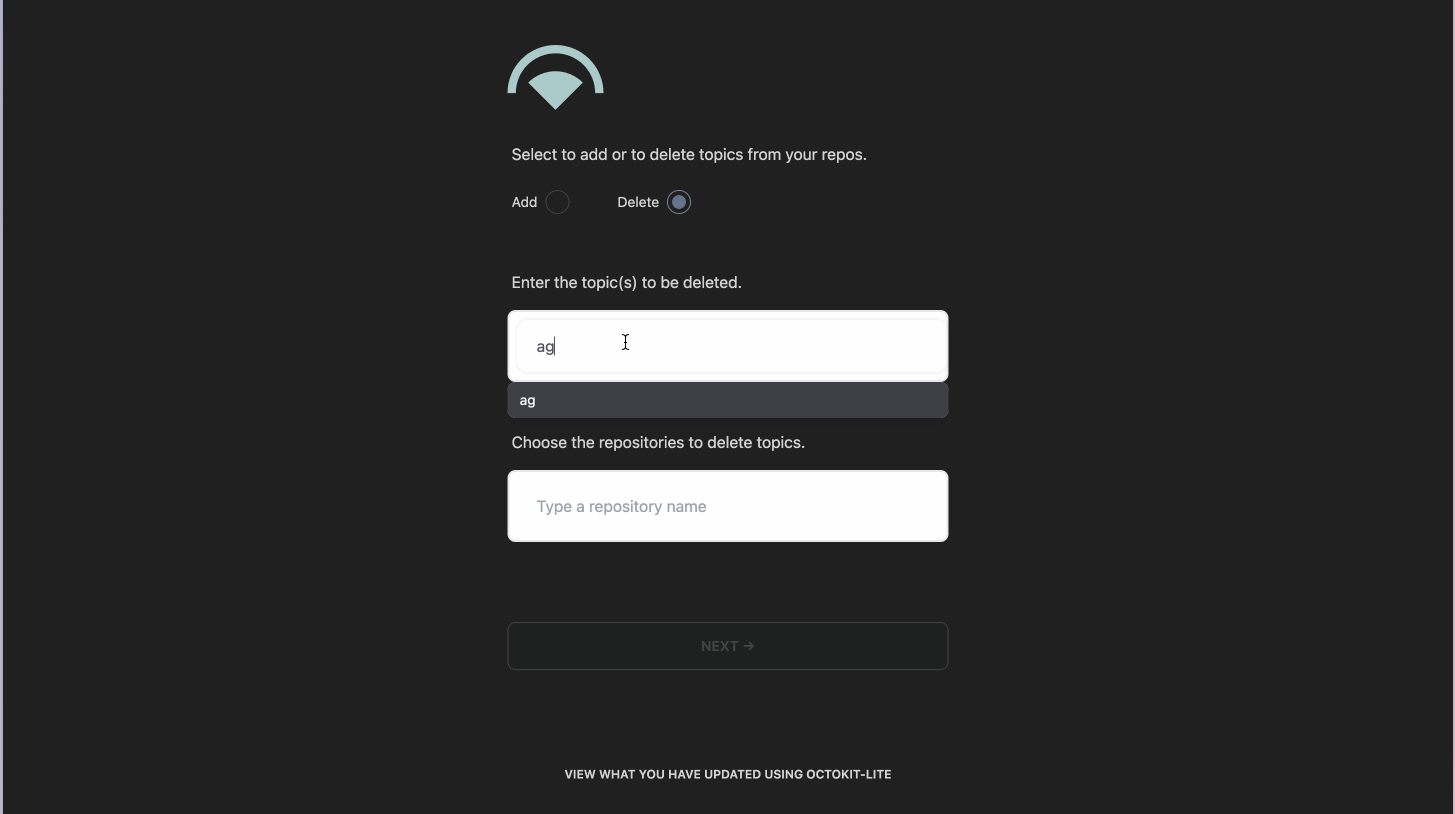 Select to add or to delete topics from your repos.
Add Delete
Enter the topic(s) to be deleted.
ag
ag
Choose the repositories to delete topics.
Type a repository name
NEXT →
VIEW WHAT YOU HAVE UPDATED USING OCTOKIT-LITE